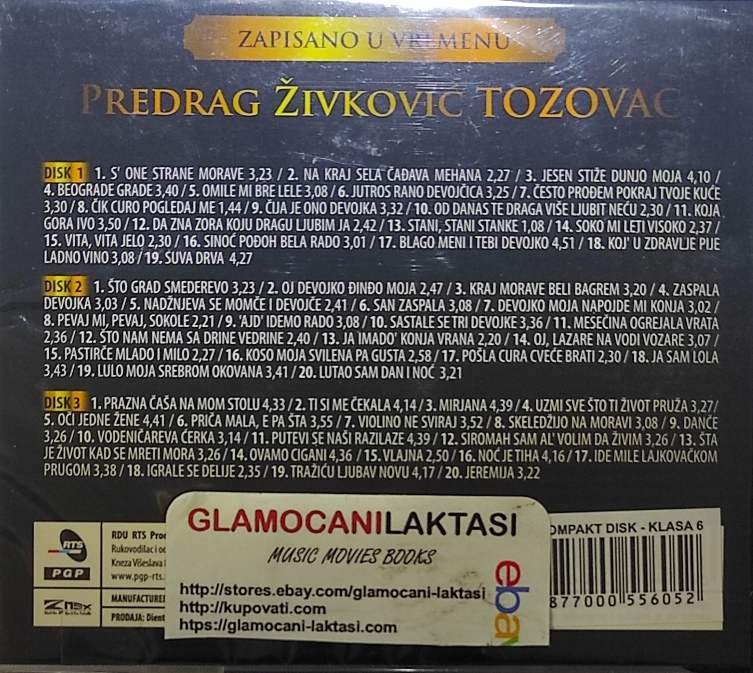 ZAPISANO U VREMENU
PREDRAG ŽIVKOVIĆ TOZOVAC
DISK 1 1. S' ONE STRANE MORAVE 3,23 / 2. NA KRAJ SELA ČAĐAVA MEHANA 2,27 / 3. JESEN STIŽE DUNJO MOJA 4,10 /
4. BEOGRADE GRADE 3,40 / 5. OMILE MI BRE LELE 3,08 / 6. JUTROS RANO DEVOJČICA 3,25 / 7. ČESTO PROĐEM POKRAJ TVOJE KUĆE
3,30 / 8. ČIK CURO POGLEDAJ ME 1,44 / 9. ČIJA JE ONO DEVOJKA 3,32 / 10. OD DANAS TE DRAGA VIŠE LJUBIT NEĆU 2,30 / 11. KOJA
GORA IVO 3,50 / 12. DA ZNA ZORA KOJU DRAGU LJUBIM JA 2,42 / 13. STANI, STANI STANKE 1,08 / 14. SOKO MI LETI VISOKO 2,37 /
15. VITA, VITA JELO 2,30 / 16. SINOĆ POĐOH BELA RADO 3,01 / 17. BLAGO MENI I TEBI DEVOJKO 4,51 / 18. KOJ' U ZDRAVLJE PIJE
LADNO VINO 3,08 / 19. SUVA DRVA 4,27
DISK 2 1. ŠTO GRAD SMEDEREVO 3,23 / 2. OJ DEVOJKO ĐINĐO MOJA 2,47 / 3. KRAJ MORAVE BELI BAGREM 3,20 / 4. ZASPALA
DEVOJKA 3,03 / 5. NADŽNJEVA SE MOMČE I DEVOJČE 2,41 / 6. SAN ZASPALA 3,08 / 7. DEVOJKO MOJA NAPOJDE MI KONJA 3,02 /
8. PEVAJ MI, PEVAJ, SOKOLE 2,21 / 9. 'AJD' IDEMO RADO 3,08 / 10. SASTALE SE TRI DEVOJKE 3,36 / 11. MESEČINA OGREJALA VRATA
2,36 / 12. ŠTO NAM NEMA SA DRINE VEDRINE 2,40 / 13. JA IMADO' KONJA VRANA 2,20 / 14. OJ, LAZARE NA VODI VOZARE 3,07 /
15. PASTIRČE MLADO I MILO 2,27 / 16. KOSO MOJA SVILENA PA GUSTA 2,58 / 17. POŠLA CURA CVEĆE BRATI 2,30 / 18. JA SAM LOLA
3,43 / 19. LULO MOJA SREBROM OKOVANA 3,41 / 20. LUTAO SAM DAN I NOĆ 3,21
DISK 3 1. PRAZNA ČAŠA NA MOM STOLU 4,33 / 2. TI SI ME ČEKALA 4,14 / 3. MIRJANA 4,39 / 4. UZMI SVE ŠTO TI ŽIVOT PRUŽA 3,27/
5. OČI JEDNE ŽENE 4,41 / 6. PRIČA MALA, E PA ŠTA 3,55 / 7. VIOLINO NE SVIRAJ 3,52 / 8. SKELEDŽIJO NA MORAVI 3,08 / 9. DANČE
3,26 / 10. VODENIČAREVA ĆERKA 3,14 / 11. PUTEVI SE NAŠI RAZILAZE 4,39 / 12. SIROMAH SAM AL' VOLIM DA ŽIVIM 3,26 / 13. ŠTA
JE ŽIVOT KAD SE MRETI MORA 3,26 / 14. OVAMO CIGANI 4,36 / 15. VLAJNA 2,50 / 16. NOĆ JE TIHA 4,16 / 17. IDE MILE LAJKOVAČKOM
PRUGOM 3,38 / 18. IGRALE SE DELIJE 2,35 / 19. TRAŽIĆU LJUBAV NOVU 4,17 / 20. JEREMIJA 3,22
RTS
PGP
RDU RTS
Rukovodilac i
Kneza Višeslava
www.pgp-rts.
MANUFACTURER
PRODAJA:
GLAMOCANILAKTASI
MUSIC MOVIES BOOKS
http://stores.ebay.com/glamocani-laktasi
http://kupovati.com
htps://glamocani-laktasi.com
eba
OMPAKT DISK - KLASA 6
877000 556052